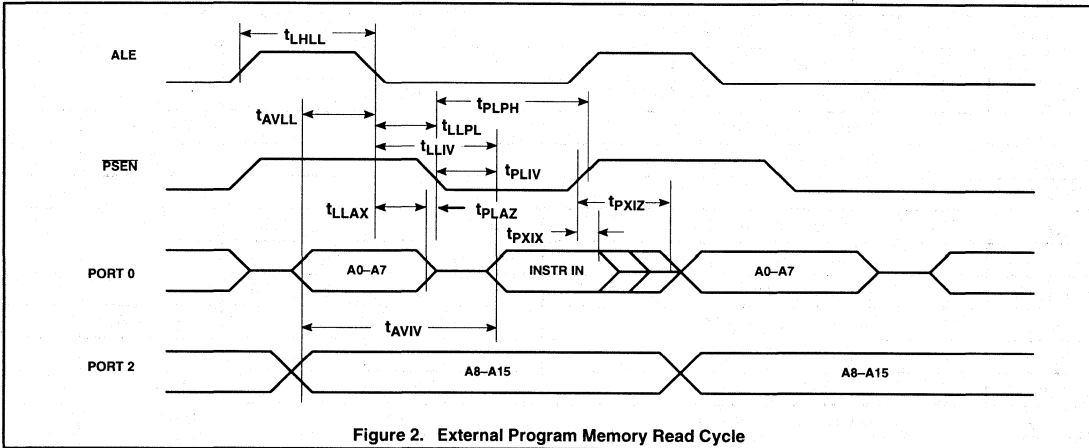 tLHLL
ALE
tPLPH
tAVLL
tLLPL
tLLIV
PSEN
tPLIV
tLLAX
tPLAZ
tPXIZ
tPXIX
PORT 0
A0–A7
INSTR IN
A0–A7
tAVIV
PORT 2
A8–A15
A8–A15
Figure 2. External Program Memory Read Cycle